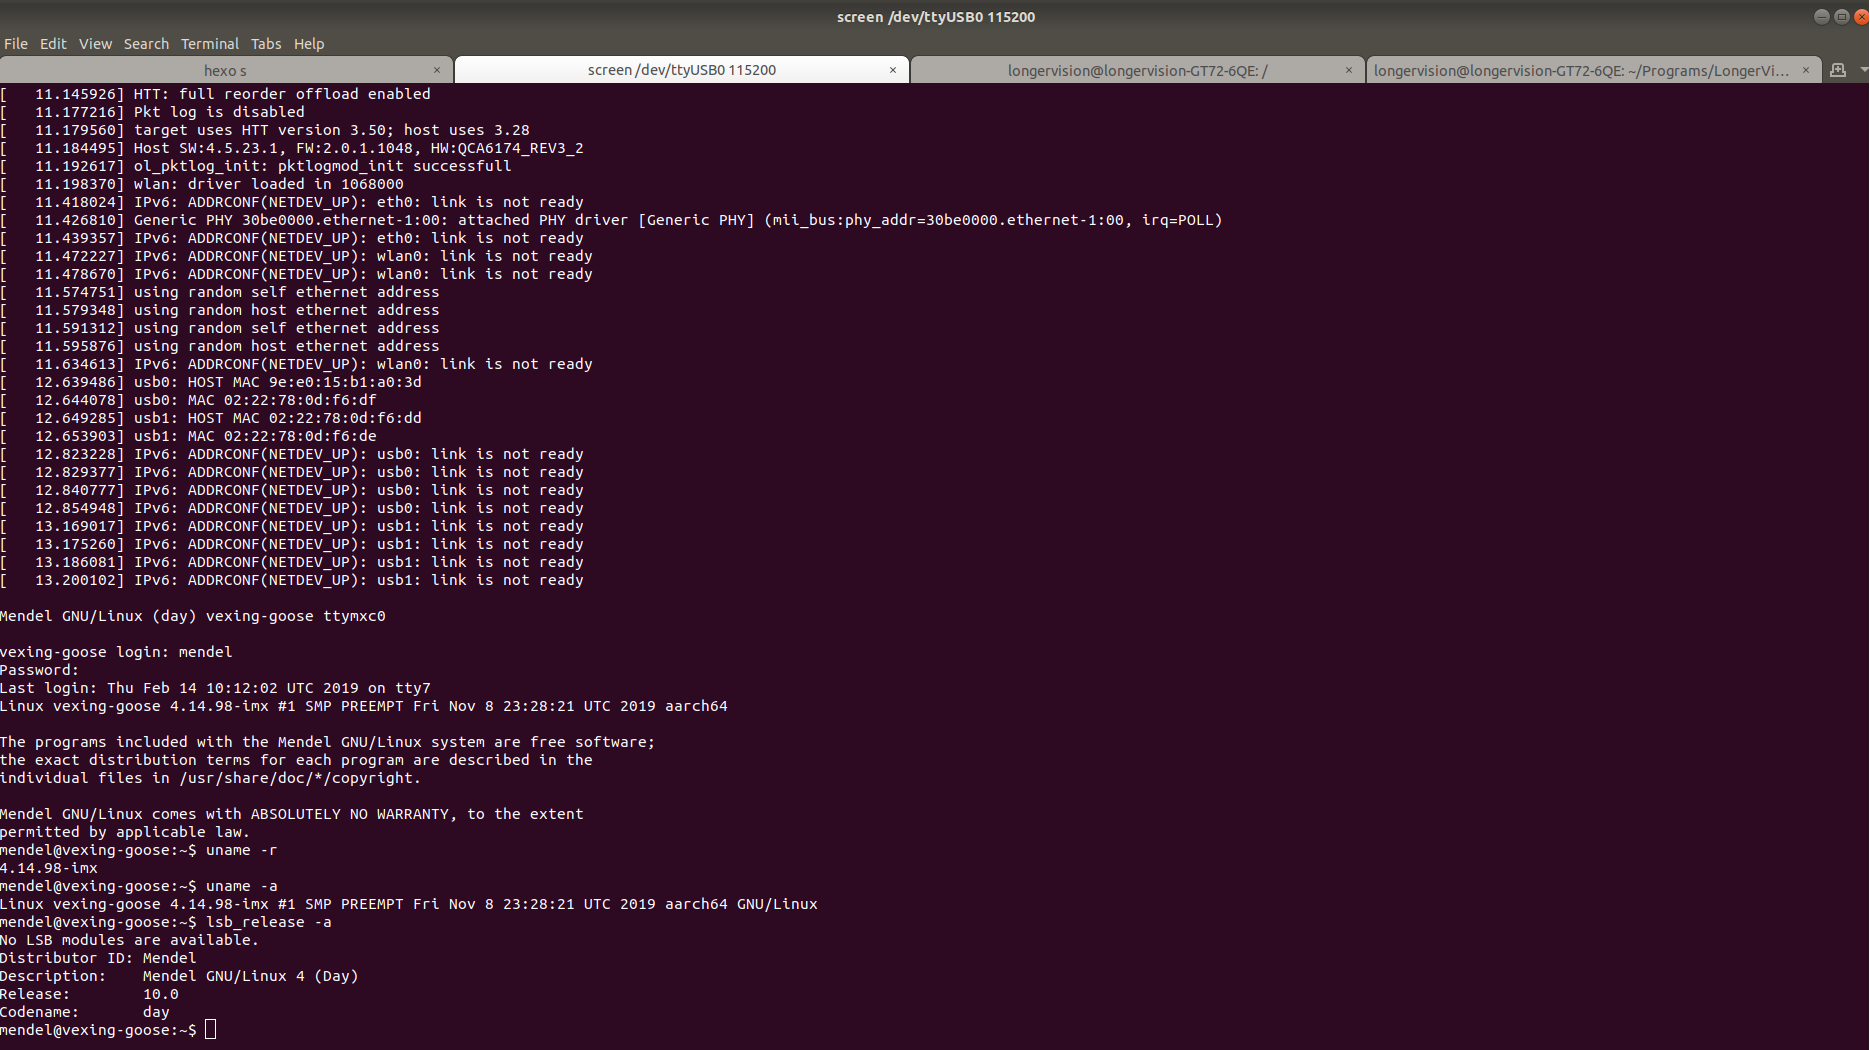 screen /dev/ttyUSB0 115200
File Edit View Search Terminal Tabs Help
hexo s × screen /dev/ttyUSB0 115200 × longervision@longervision-GT72-6QE: / × longervision@longervision-GT72-6QE: ~/Programs/LongerVi... ×
[   11.145926] HTT: full reorder offload enabled
[   11.177216] Pkt log is disabled
[   11.179560] target uses HTT version 3.50; host uses 3.28
[   11.184495] Host SW:4.5.23.1, FW:2.0.1.1048, HW:QCA6174_REV3_2
[   11.192617] ol_pktlog_init: pktlogmod_init successfull
[   11.198370] wlan: driver loaded in 1068000
[   11.418024] IPv6: ADDRCONF(NETDEV_UP): eth0: link is not ready
[   11.426810] Generic PHY 30be0000.ethernet-1:00: attached PHY driver [Generic PHY] (mii_bus:phy_addr=30be0000.ethernet-1:00, irq=POLL)
[   11.439357] IPv6: ADDRCONF(NETDEV_UP): eth0: link is not ready
[   11.472227] IPv6: ADDRCONF(NETDEV_UP): wlan0: link is not ready
[   11.478670] IPv6: ADDRCONF(NETDEV_UP): wlan0: link is not ready
[   11.574751] using random self ethernet address
[   11.579348] using random host ethernet address
[   11.591312] using random self ethernet address
[   11.595876] using random host ethernet address
[   11.634613] IPv6: ADDRCONF(NETDEV_UP): wlan0: link is not ready
[   12.639486] usb0: HOST MAC 9e:e0:15:b1:a0:3d
[   12.644078] usb0: MAC 02:22:78:0d:f6:df
[   12.649285] usb1: HOST MAC 02:22:78:0d:f6:dd
[   12.653903] usb1: MAC 02:22:78:0d:f6:de
[   12.823228] IPv6: ADDRCONF(NETDEV_UP): usb0: link is not ready
[   12.829377] IPv6: ADDRCONF(NETDEV_UP): usb0: link is not ready
[   12.840777] IPv6: ADDRCONF(NETDEV_UP): usb0: link is not ready
[   12.854948] IPv6: ADDRCONF(NETDEV_UP): usb0: link is not ready
[   13.169017] IPv6: ADDRCONF(NETDEV_UP): usb1: link is not ready
[   13.175260] IPv6: ADDRCONF(NETDEV_UP): usb1: link is not ready
[   13.186081] IPv6: ADDRCONF(NETDEV_UP): usb1: link is not ready
[   13.200102] IPv6: ADDRCONF(NETDEV_UP): usb1: link is not ready
Mendel GNU/Linux (day) vexing-goose ttymxc0
vexing-goose login: mendel
Password:
Last login: Thu Feb 14 10:12:02 UTC 2019 on tty7
Linux vexing-goose 4.14.98-imx #1 SMP PREEMPT Fri Nov 8 23:28:21 UTC 2019 aarch64
The programs included with the Mendel GNU/Linux system are free software;
the exact distribution terms for each program are described in the
individual files in /usr/share/doc/*/copyright.
Mendel GNU/Linux comes with ABSOLUTELY NO WARRANTY, to the extent
permitted by applicable law.
mendel@vexing-goose:~$ uname -r
4.14.98-imx
mendel@vexing-goose:~$ uname -a
Linux vexing-goose 4.14.98-imx #1 SMP PREEMPT Fri Nov 8 23:28:21 UTC 2019 aarch64 GNU/Linux
mendel@vexing-goose:~$ lsb_release -a
No LSB modules are available.
Distributor ID: Mendel
Description:    Mendel GNU/Linux 4 (Day)
Release:        10.0
Codename:       day
mendel@vexing-goose:~$